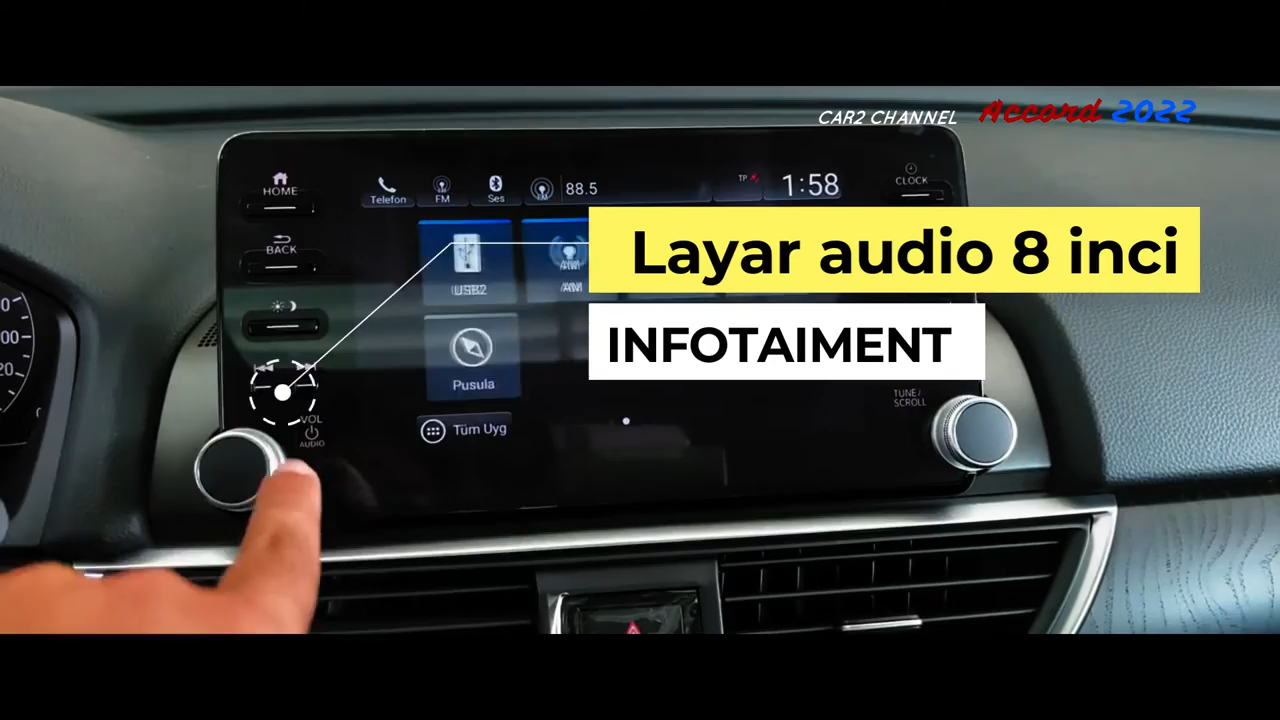 CAR2 CHANNEL Accord 2022
HOME
Telefon
FM
Ses
FM
88.5
TP
1:58
CLOCK
BACK
USB2
AM
Layar audio 8 inci
INFOTAIMENT
Pusula
TUNE/
SCROLL
VOL
AUDIO
Tüm Uyg